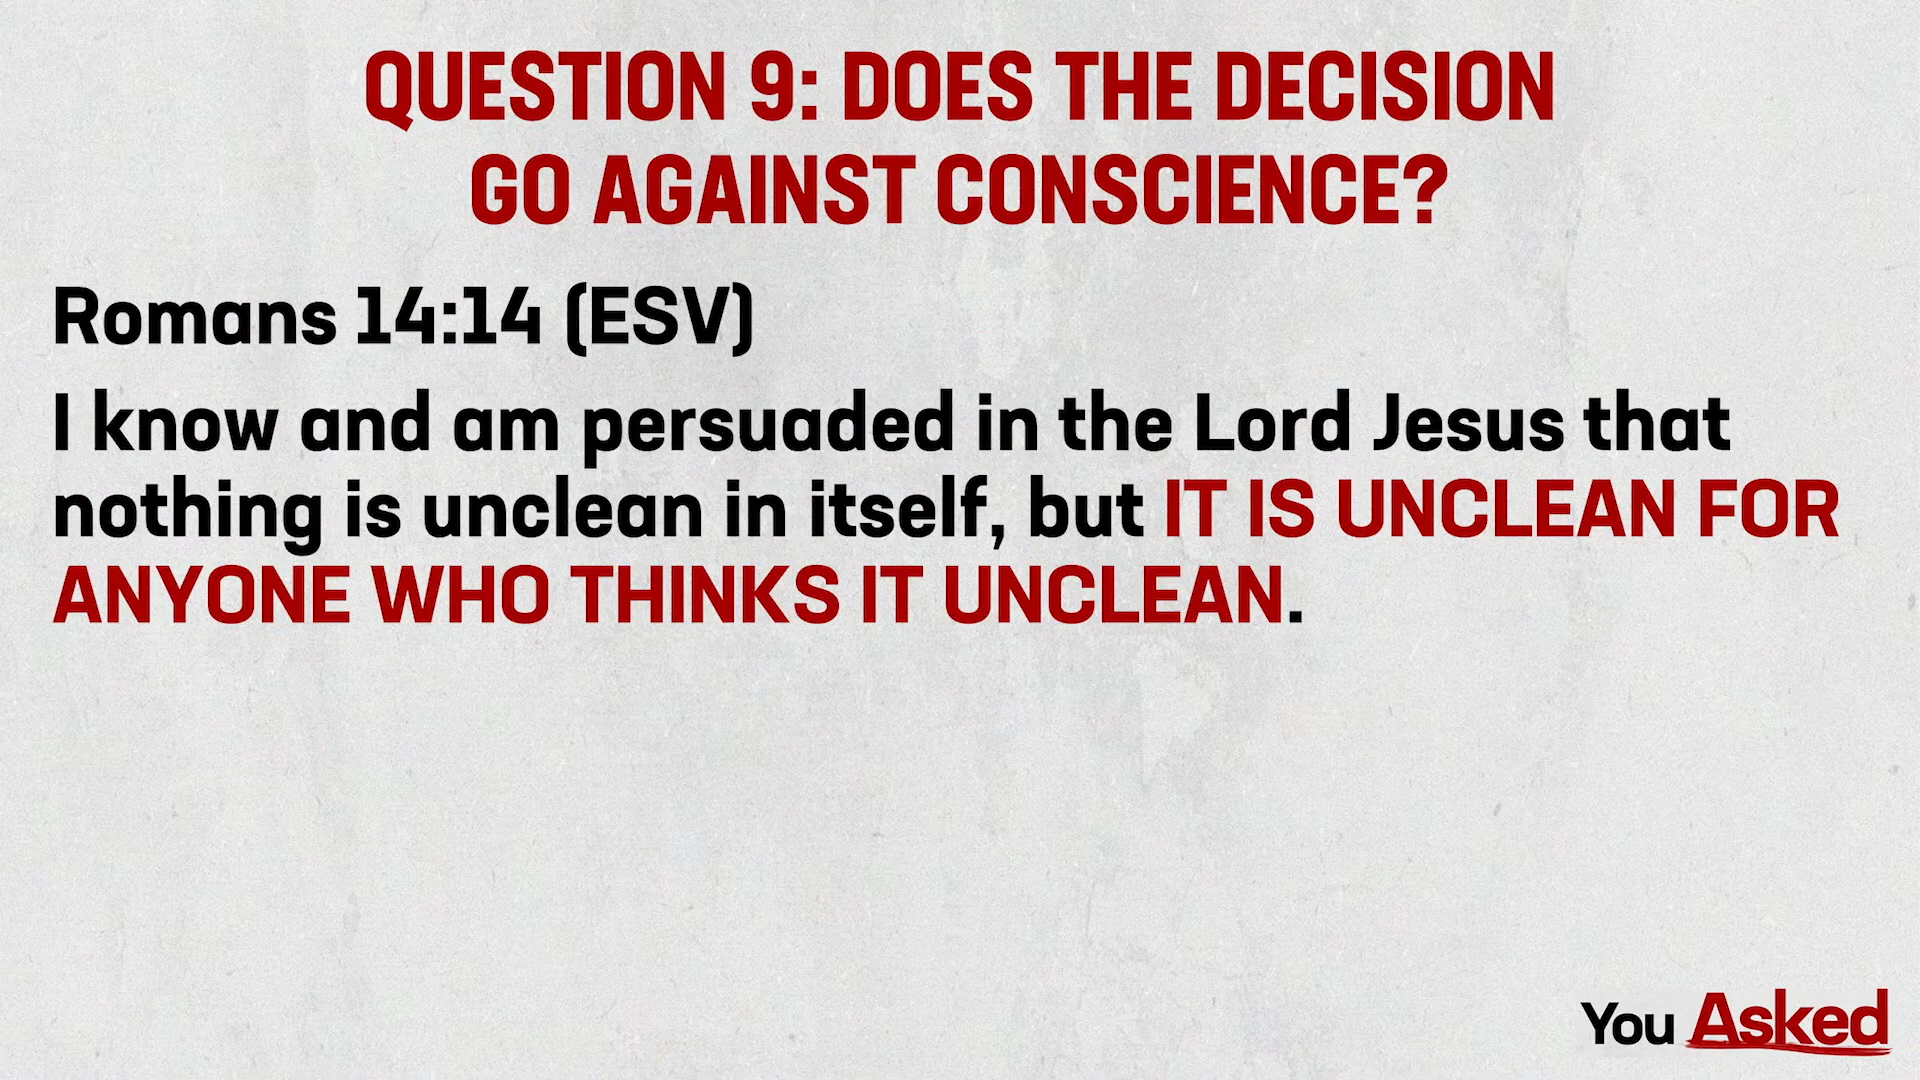 QUESTION 9: DOES THE DECISION
GO AGAINST CONSCIENCE?
Romans 14:14 (ESV)
I know and am persuaded in the Lord Jesus that
nothing is unclean in itself, but IT IS UNCLEAN FOR
ANYONE WHO THINKS IT UNCLEAN.
You Asked